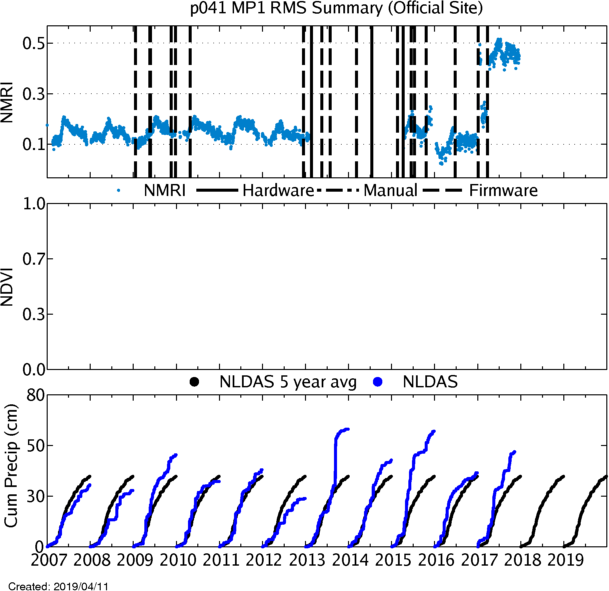 p041 MP1 RMS Summary (Official Site)
0.5
0.3
0.1
NMRI
NMRI Hardware Manual Firmware
1.0
0.7
0.3
0.0
NDVI
NLDAS 5 year avg NLDAS
80
50
30
0
Cum Precip (cm)
2007 2008 2009 2010 2011 2012 2013 2014 2015 2016 2017 2018 2019
Created: 2019/04/11